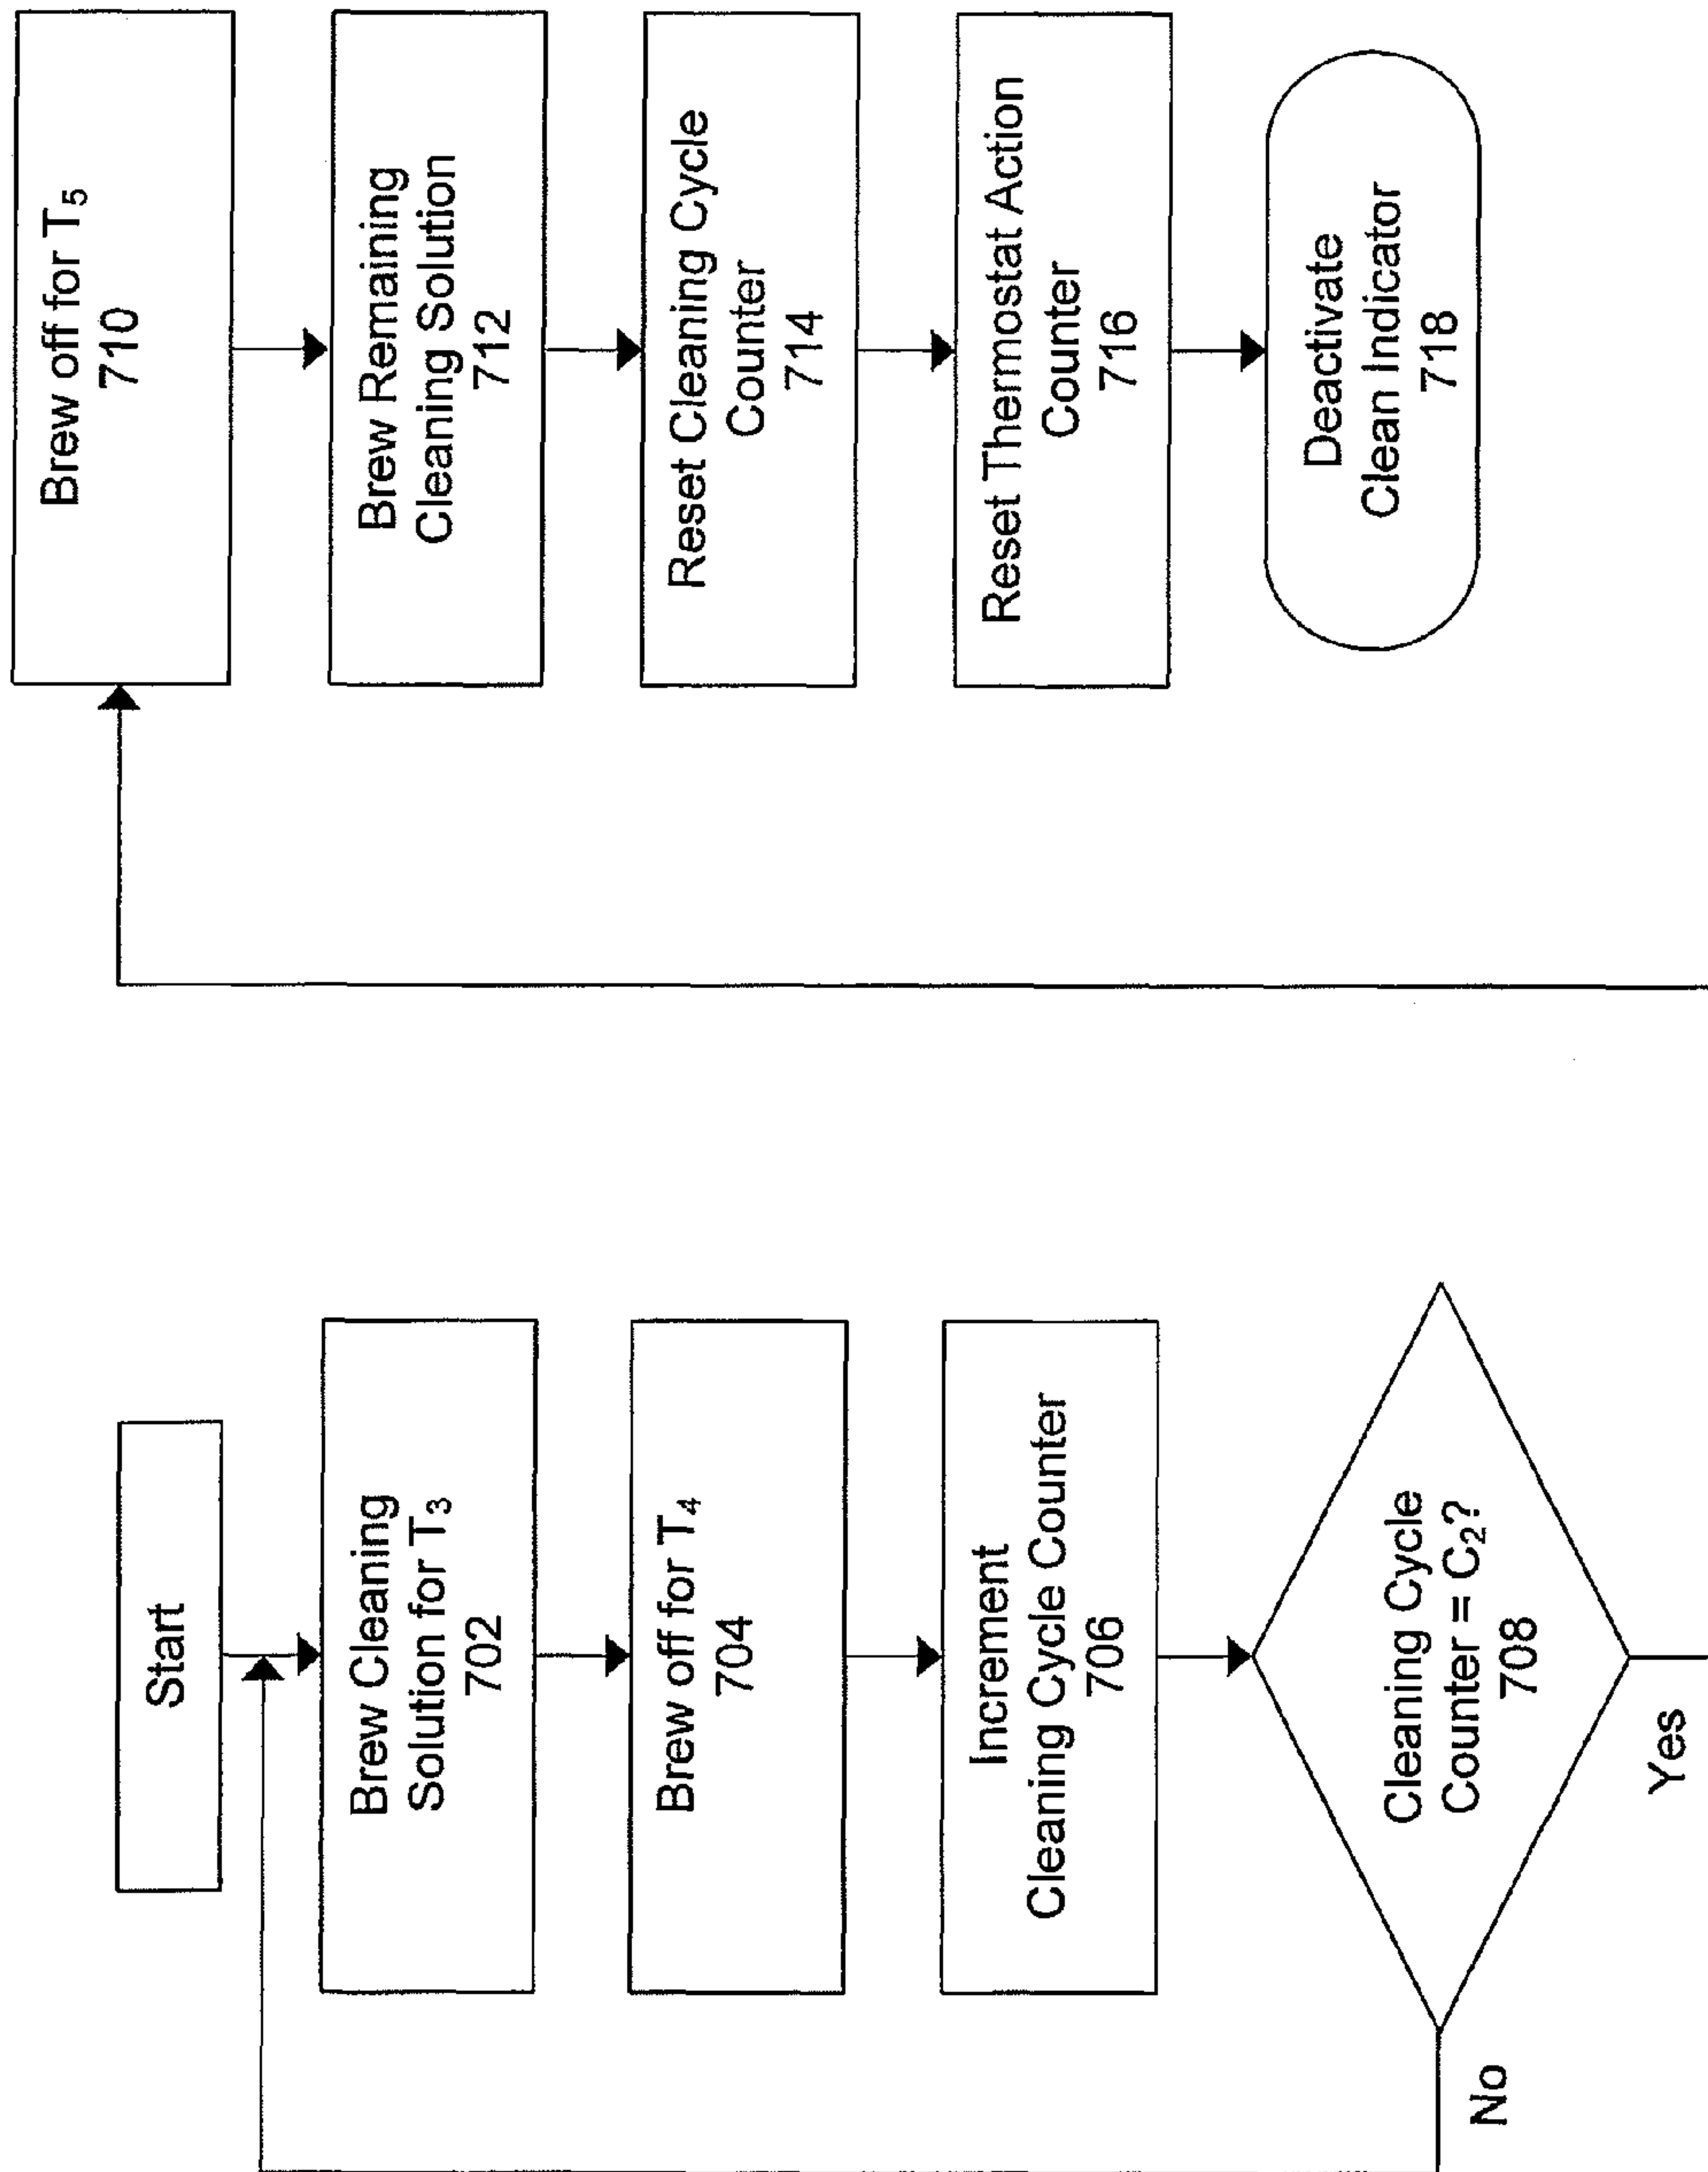 Start
Brew Cleaning
Solution for T₃
702
Brew off for T₄
704
Increment
Cleaning Cycle Counter
706
Cleaning Cycle
Counter = C₂?
708
No
Yes
Brew off for T₅
710
Brew Remaining
Cleaning Solution
712
Reset Cleaning Cycle
Counter
714
Reset Thermostat Action
Counter
716
Deactivate
Clean Indicator
718